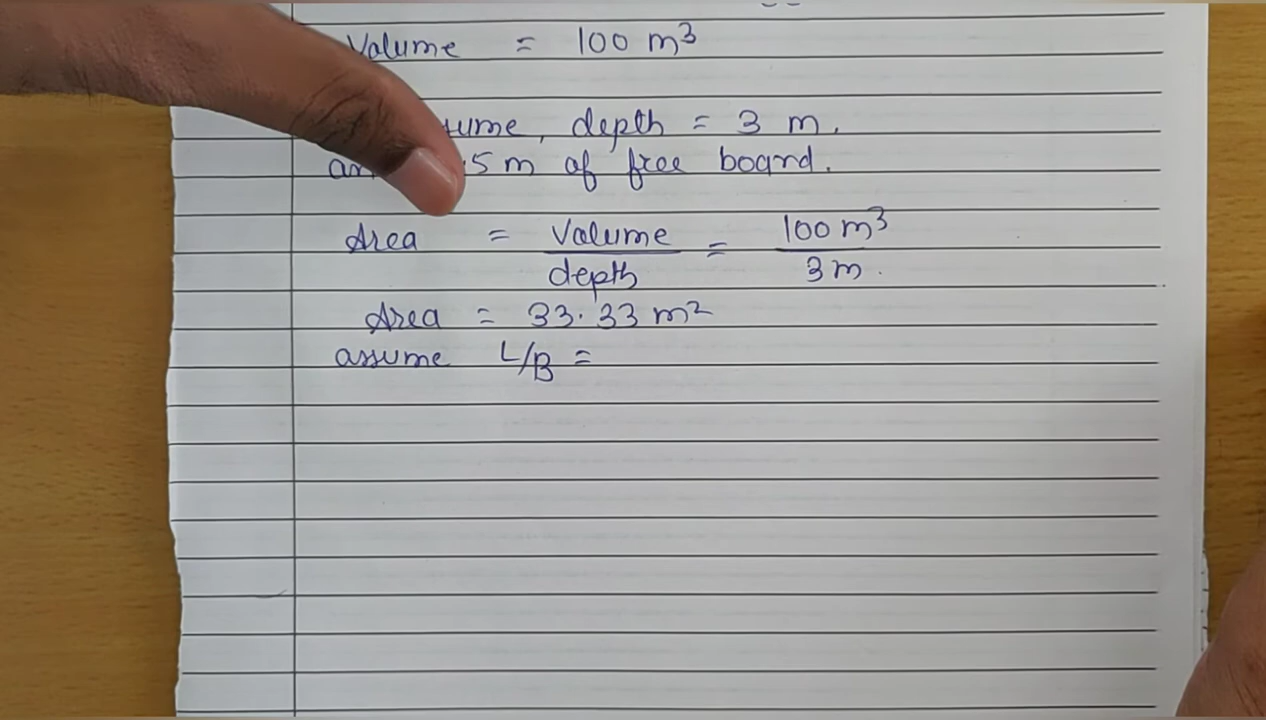 Volume = 100 m³
depth = 3 m.
5 m of free board.
Area = Volume / depth = 100 m³ / 3 m.
Area = 33.33 m²
assume L/B =